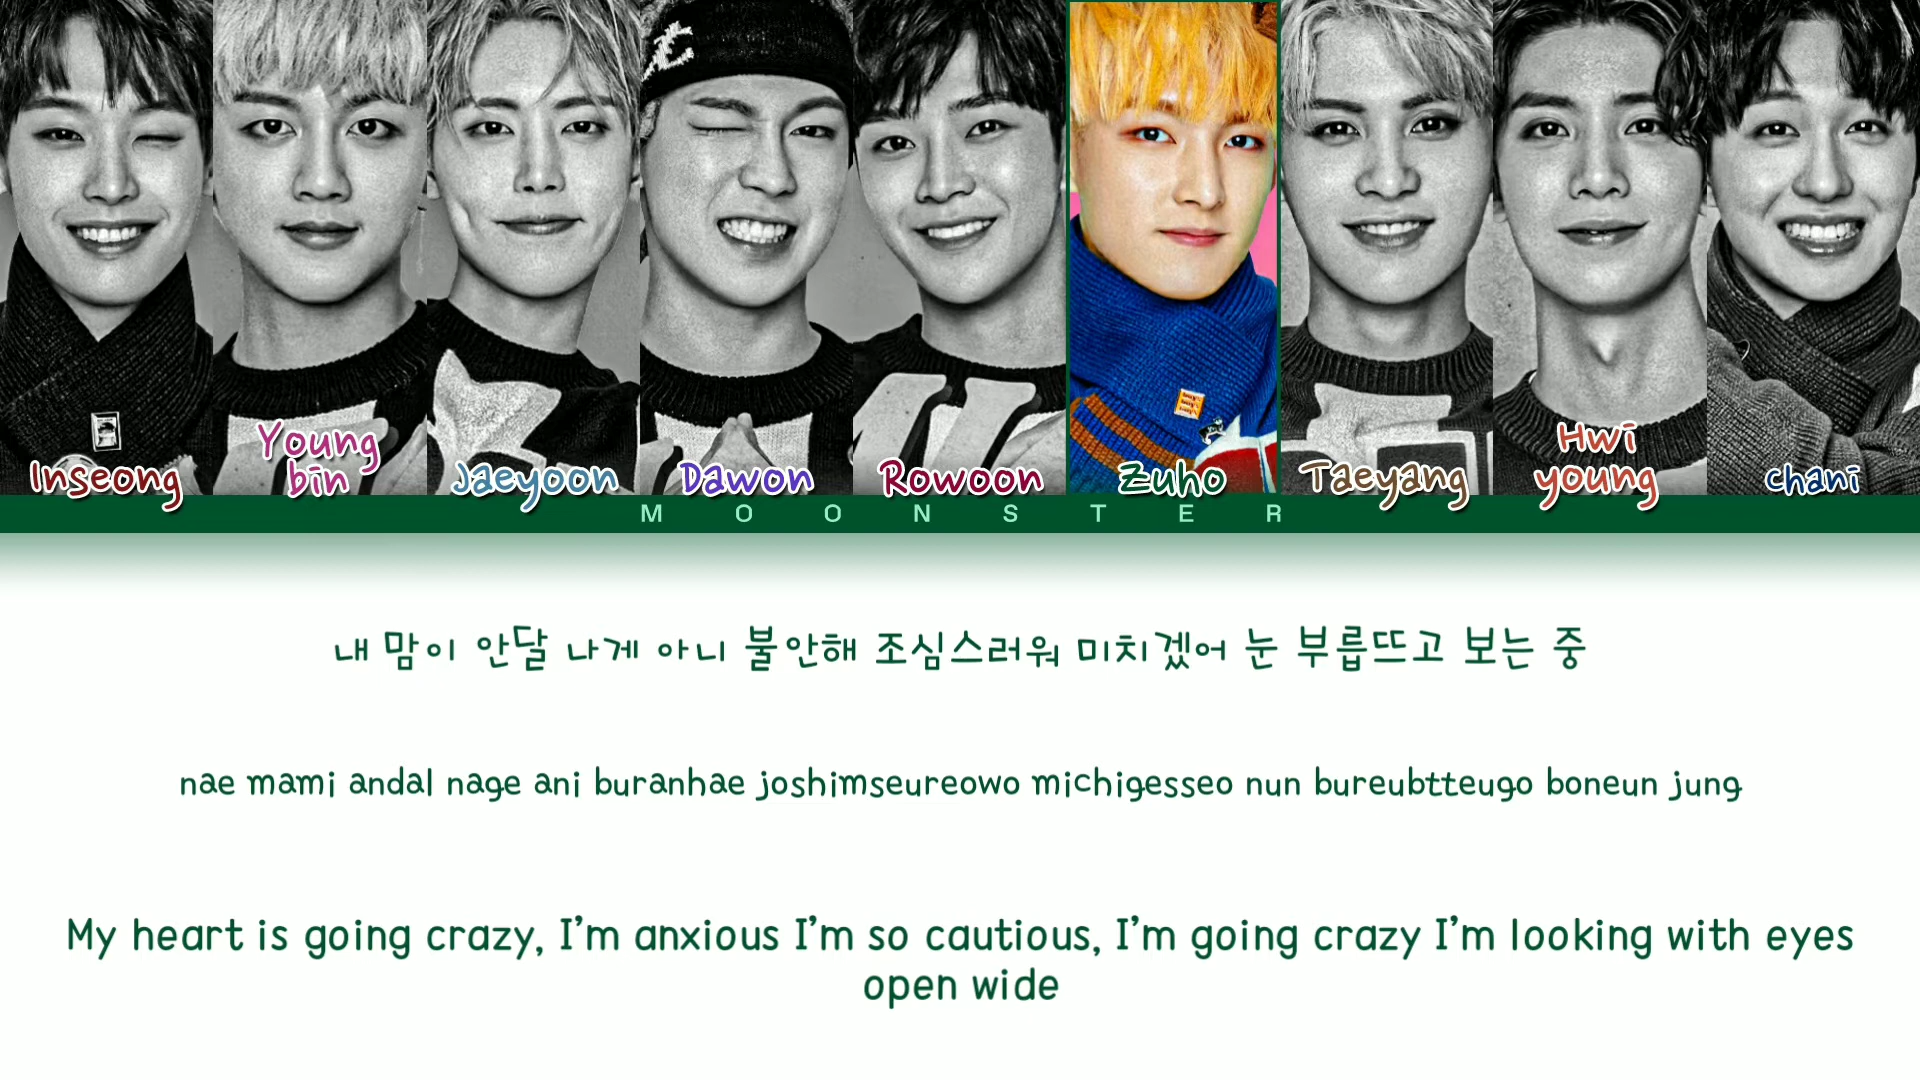 Inseong
Young
bin
Jaeyoon
Dawon
Rowoon
Zuho
Taeyang
Hwi
young
chani
MOONSTER
내 맘이 안달 나게 아니 불안해 조심스러워 미치겠어 눈 부릅뜨고 보는 중
nae mami andal nage ani buranhae joshimseureowo michigesseo nun bureubtteugo boneun jung
My heart is going crazy, I'm anxious I'm so cautious, I'm going crazy I'm looking with eyes
open wide